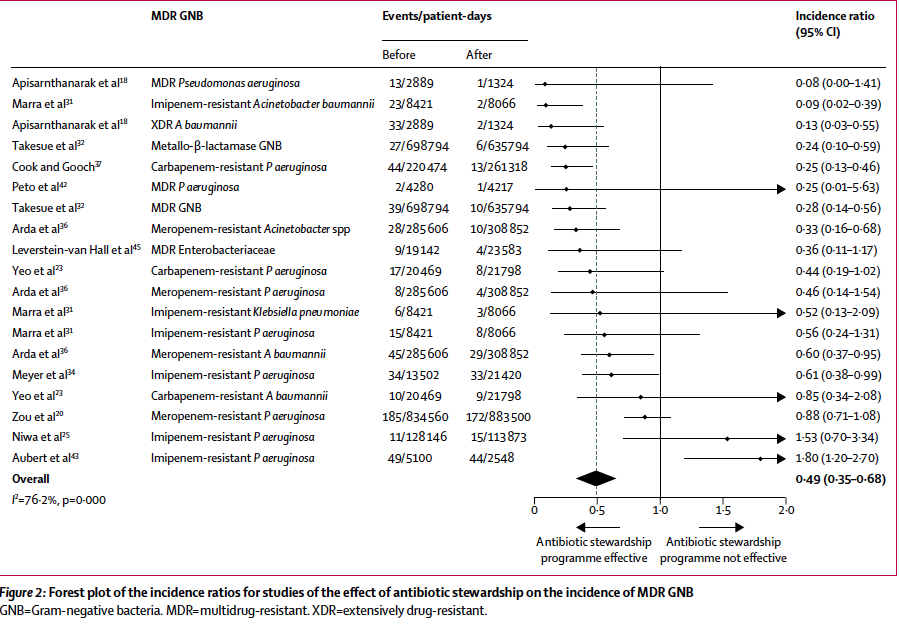 MDR GNB Events/patient-days Incidence ratio
(95% CI)
Before After
Apisarnthanarak et al¹⁸ MDR Pseudomonas aeruginosa 13/2889 1/1324 0·08 (0·00–1·41)
Marra et al³¹ Imipenem-resistant Acinetobacter baumannii 23/8421 2/8066 0·09 (0·02–0·39)
Apisarnthanarak et al¹⁸ XDR A baumannii 33/2889 2/1324 0·13 (0·03–0·55)
Takesue et al³² Metallo-β-lactamase GNB 27/698794 6/635794 0·24 (0·10–0·59)
Cook and Gooch³⁷ Carbapenem-resistant P aeruginosa 44/220474 13/261318 0·25 (0·13–0·46)
Peto et al⁴² MDR P aeruginosa 2/4280 1/4217 0·25 (0·01–5·63)
Takesue et al³² MDR GNB 39/698794 10/635794 0·28 (0·14–0·56)
Arda et al³⁶ Meropenem-resistant Acinetobacter spp 28/285606 10/308852 0·33 (0·16–0·68)
Leverstein-van Hall et al⁴⁵ MDR Enterobacteriaceae 9/19142 4/23583 0·36 (0·11–1·17)
Yeo et al²³ Carbapenem-resistant P aeruginosa 17/20469 8/21798 0·44 (0·19–1·02)
Arda et al³⁶ Meropenem-resistant P aeruginosa 8/285606 4/308852 0·46 (0·14–1·54)
Marra et al³¹ Imipenem-resistant Klebsiella pneumoniae 6/8421 3/8066 0·52 (0·13–2·09)
Marra et al³¹ Imipenem-resistant P aeruginosa 15/8421 8/8066 0·56 (0·24–1·31)
Arda et al³⁶ Meropenem-resistant A baumannii 45/285606 29/308852 0·60 (0·37–0·95)
Meyer et al³⁴ Imipenem-resistant P aeruginosa 34/13502 33/21420 0·61 (0·38–0·99)
Yeo et al²³ Carbapenem-resistant A baumannii 10/20469 9/21798 0·85 (0·34–2·08)
Zou et al²⁰ Meropenem-resistant P aeruginosa 185/834560 172/883500 0·88 (0·71–1·08)
Niwa et al²⁵ Imipenem-resistant P aeruginosa 11/128146 15/113873 1·53 (0·70–3·34)
Aubert et al⁴³ Imipenem-resistant P aeruginosa 49/5100 44/2548 1·80 (1·20–2·70)
Overall 0·49 (0·35–0·68)
I²=76·2%, p=0·000
0 0·5 1·0 1·5 2·0
Antibiotic stewardship Antibiotic stewardship
programme effective programme not effective
Figure 2: Forest plot of the incidence ratios for studies of the effect of antibiotic stewardship on the incidence of MDR GNB
GNB=Gram-negative bacteria. MDR=multidrug-resistant. XDR=extensively drug-resistant.